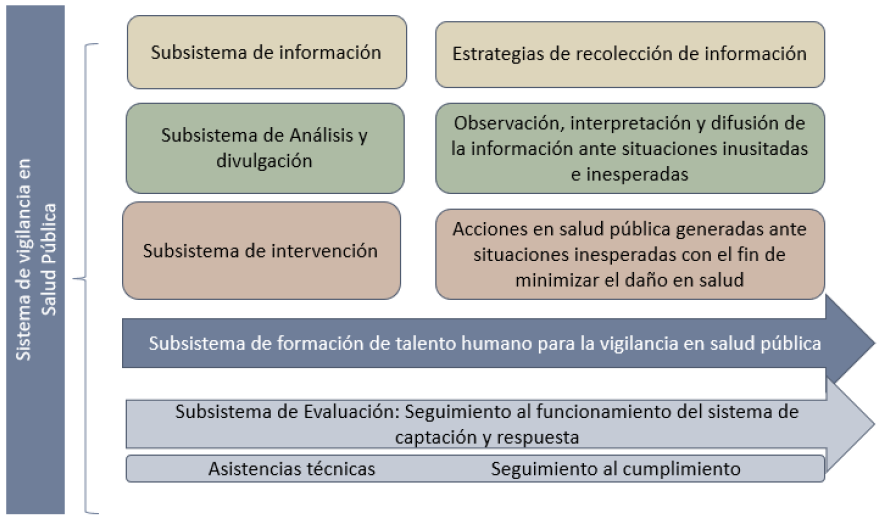 Sistema de vigilancia en
Salud Pública
Subsistema de información
Estrategias de recolección de información
Subsistema de Análisis y
divulgación
Observación, interpretación y difusión de
la información ante situaciones inusitadas
e inesperadas
Subsistema de intervención
Acciones en salud pública generadas ante
situaciones inesperadas con el fin de
minimizar el daño en salud
Subsistema de formación de talento humano para la vigilancia en salud pública
Subsistema de Evaluación: Seguimiento al funcionamiento del sistema de
captación y respuesta
Asistencias técnicas
Seguimiento al cumplimiento